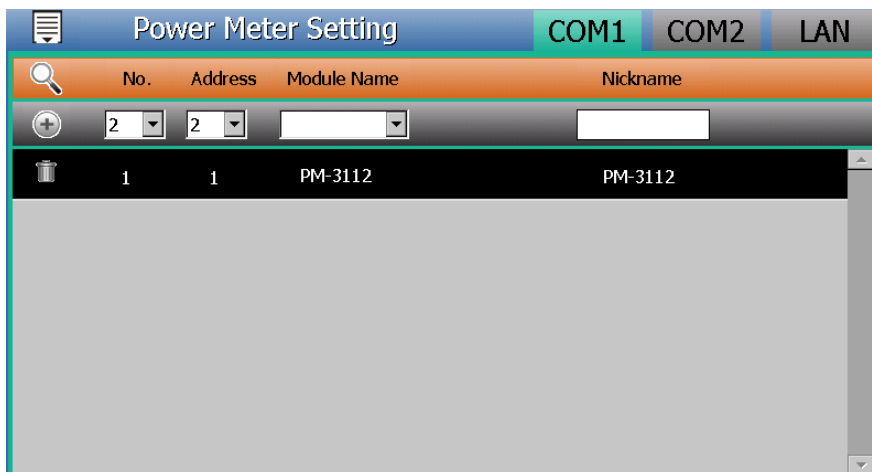 Power Meter Setting COM1 COM2 LAN
No. Address Module Name Nickname
2 2
1 1 PM-3112 PM-3112